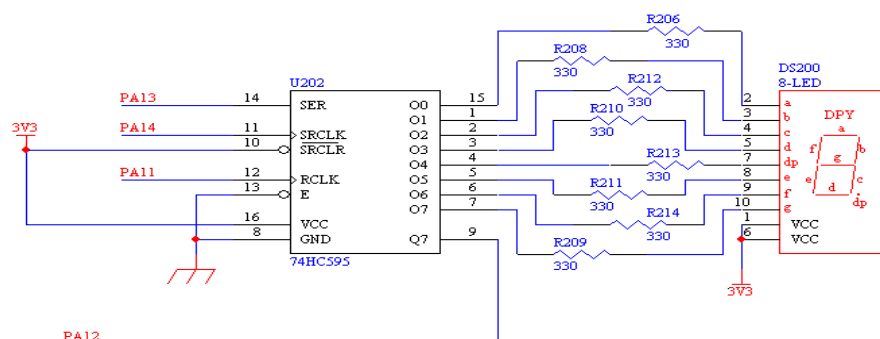 R206
330
R208
330
R212
330
R210
330
R213
330
R211
330
R214
330
R209
330
U202
PA13 14 SER O0 15
O1 1
PA14 11 SRCLK O2 2
3V3 10 SRCLR O3 3
O4 4
PA11 12 RCLK O5 5
13 E O6 6
O7 7
16 VCC
8 GND Q7 9
74HC595
DS200
8-LED
2 a
3 b
4 c
5 d
7 dp
8 e
9 f
10 g
1 VCC
6 VCC
DPY
a
f b
g
e c
d
dp
3V3
PA12